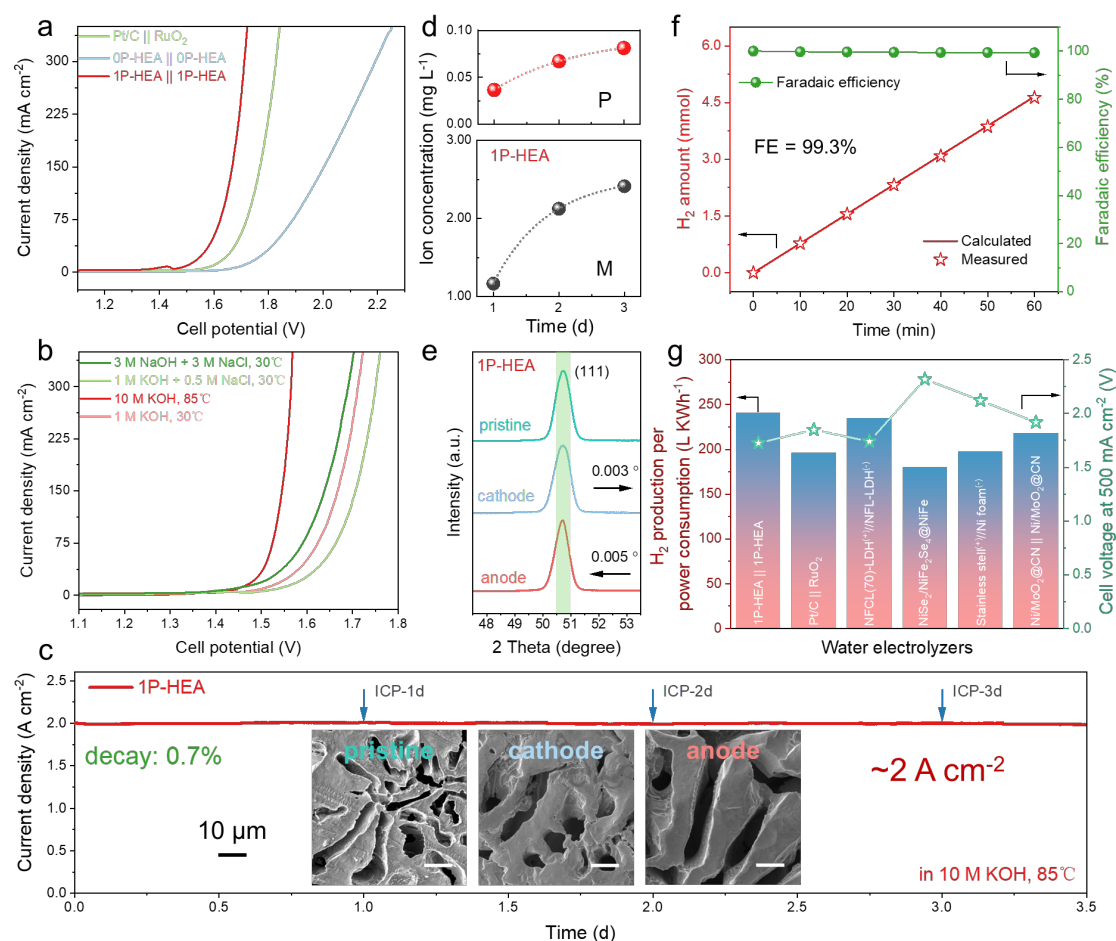 a
Pt/C || RuO₂
0P-HEA || 0P-HEA
1P-HEA || 1P-HEA
Current density (mA cm⁻²)
300
225
150
75
0
1.2
1.4
1.6
1.8
2.0
2.2
Cell potential (V)
b
3 M NaOH + 3 M NaCl, 30℃
1 M KOH + 0.5 M NaCl, 30℃
10 M KOH, 85℃
1 M KOH, 30℃
Current density (mA cm⁻²)
300
225
150
75
0
1.1
1.2
1.3
1.4
1.5
1.6
1.7
1.8
Cell potential (V)
d
Ion concentration (mg L⁻¹)
0.10
0.05
0.00
P
1P-HEA
2.00
1.00
M
1
2
3
Time (d)
e
1P-HEA
(111)
pristine
cathode
0.003 °
anode
0.005 °
Intensity (a.u.)
48
49
50
51
52
53
2 Theta (degree)
f
H₂ amount (mmol)
6.0
4.5
3.0
1.5
0.0
Faradaic efficiency
FE = 99.3%
Calculated
Measured
100
80
60
40
20
0
Faradaic efficiency (%)
0
10
20
30
40
50
60
Time (min)
g
H₂ production per
power consumption (L KWh⁻¹)
300
250
200
150
100
50
0
1P-HEA || 1P-HEA
Pt/C || RuO₂
NFCL(70)-LDH⁽⁺⁾//NFL-LDH⁽⁻⁾
NiSe₂/NiFe₂Se₄@NiFe
Stainless stell⁽⁺⁾//Ni foam⁽⁻⁾
Ni/MoO₂@CN || Ni/MoO₂@CN
2.5
2.0
1.5
1.0
0.5
0.0
Cell voltage at 500 mA cm⁻² (V)
Water electrolyzers
c
Current density (A cm⁻²)
2.5
2.0
1.5
1.0
0.5
0.0
1P-HEA
ICP-1d
ICP-2d
ICP-3d
decay: 0.7%
pristine
cathode
anode
~2 A cm⁻²
10 μm
in 10 M KOH, 85℃
0.0
0.5
1.0
1.5
2.0
2.5
3.0
3.5
Time (d)